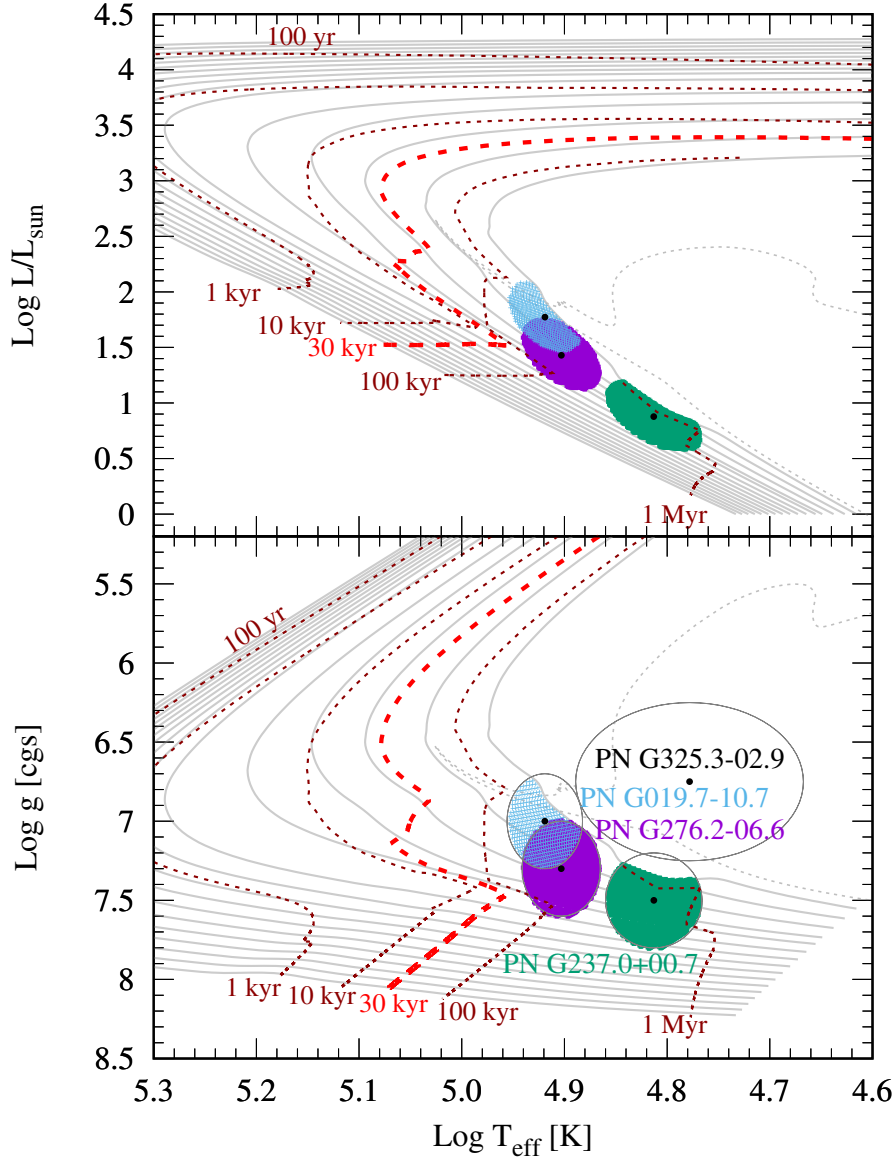 4.5
4
3.5
3
2.5
2
1.5
1
0.5
0
Log L/L_sun
100 yr
1 kyr
10 kyr
30 kyr
100 kyr
1 Myr
5.5
6
6.5
7
7.5
8
8.5
Log g [cgs]
100 yr
PN G325.3-02.9
PN G019.7-10.7
PN G276.2-06.6
PN G237.0+00.7
1 kyr
10 kyr
30 kyr
100 kyr
1 Myr
5.3 5.2 5.1 5.0 4.9 4.8 4.7 4.6
Log T_eff [K]